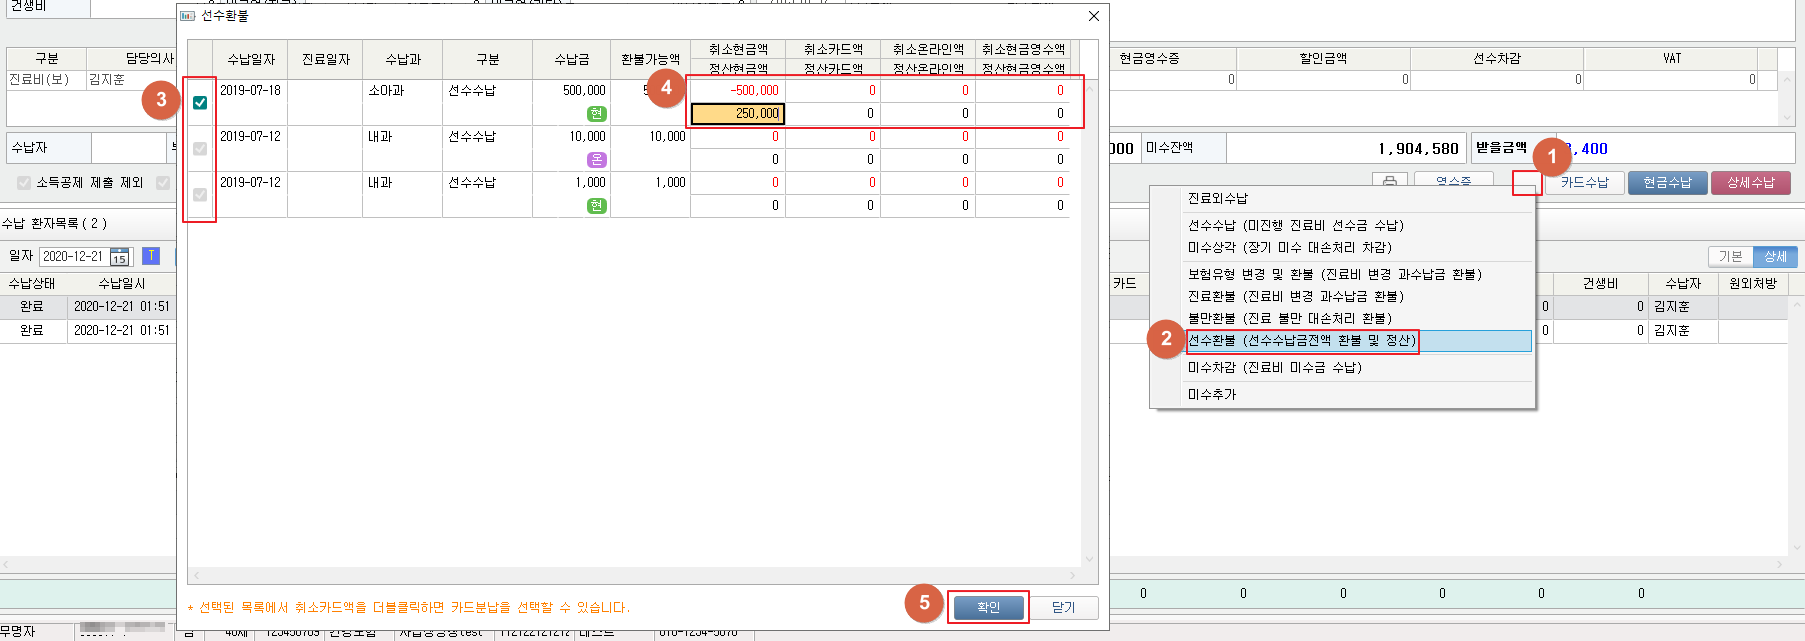 건생비
선수환불
구분 담당의사
진료비(보) 김지훈
수납자
소득공제 제출 제외
수납 환자목록 ( 2 )
일자 2020-12-21 15 T
수납상태 수납일시
완료 2020-12-21 01:51
완료 2020-12-21 01:51
수납일자 진료일자 수납과 구분 수납금 환불가능액 취소현금액 취소카드액 취소온라인액 취소현금영수액
정산현금액 정산카드액 정산온라인액 정산현금영수액
3
4
2019-07-18 소아과 선수수납 500,000 -500,000 0 0 0
현 250,000 0 0 0
2019-07-12 내과 선수수납 10,000 10,000 0 0 0 0
온 0 0 0 0
2019-07-12 내과 선수수납 1,000 1,000 0 0 0 0
현 0 0 0 0
* 선택된 목록에서 취소카드액을 더블클릭하면 카드분납을 선택할 수 있습니다.
5
확인 닫기
현금영수증 할인금액 선수차감 VAT
0 0 0 0
000 미수잔액 1,904,580 받을금액 ,400
1
영수증 카드수납 현금수납 상세수납
진료외수납
선수수납 (미진행 진료비 선수금 수납)
미수상각 (장기 미수 대손처리 차감)
보험유형 변경 및 환불 (진료비 변경 과수납금 환불)
진료환불 (진료비 변경 과수납금 환불)
불만환불 (진료 불만 대손처리 환불)
2
선수환불 (선수수납금전액 환불 및 정산)
미수차감 (진료비 미수금 수납)
미수추가
기본 상세
카드 건생비 수납자 원외처방
0 0 김지훈
0 0 김지훈
0 0 0 0 0 0
무명자